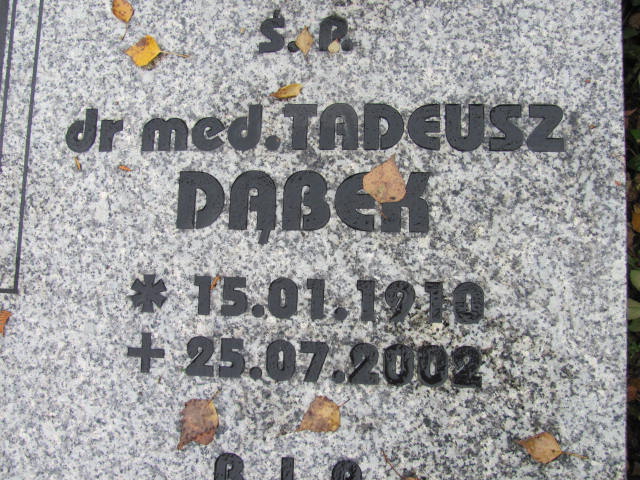 Ś. P.
dr med. TADEUSZ
DĄBEK
* 15.01.1910
+ 25.07.2002
R.I.P.